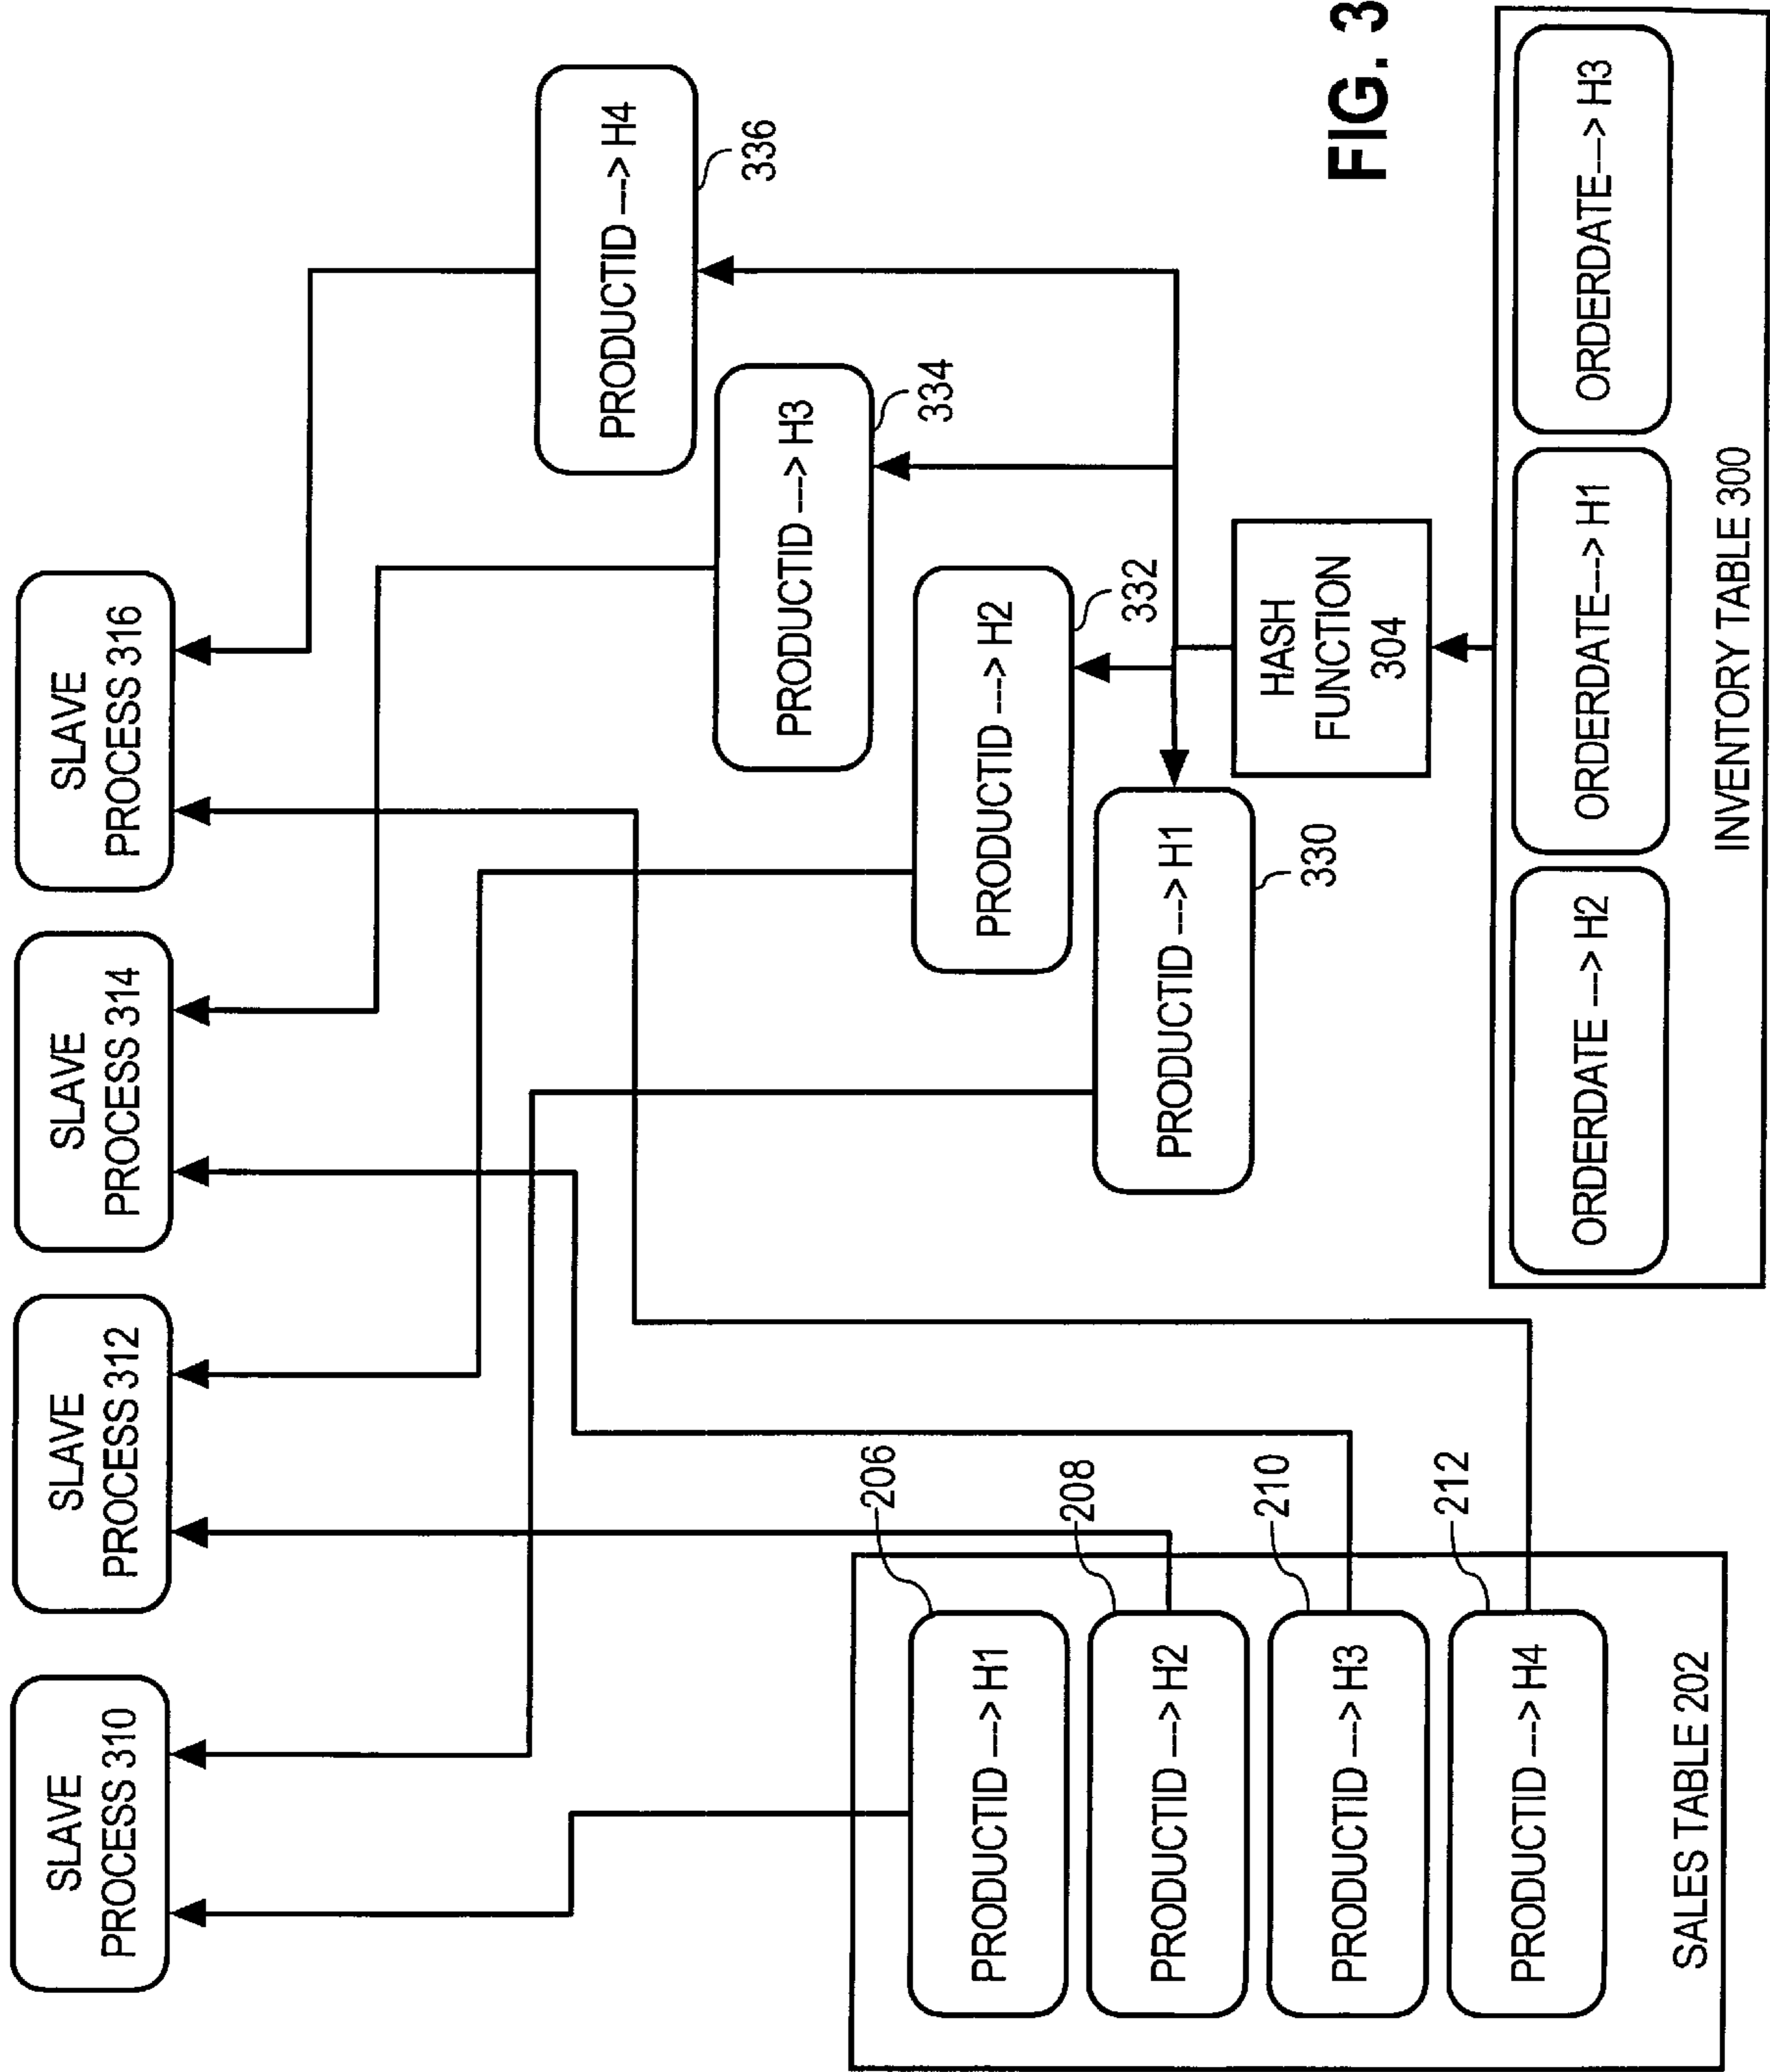 SLAVE
PROCESS 310
SLAVE
PROCESS 312
SLAVE
PROCESS 314
SLAVE
PROCESS 316
PRODUCTID ---> H4
336
PRODUCTID ---> H3
334
PRODUCTID ---> H2
332
PRODUCTID ---> H1
330
HASH
FUNCTION
304
SALES TABLE 202
PRODUCTID ---> H1
206
PRODUCTID ---> H2
208
PRODUCTID ---> H3
210
PRODUCTID ---> H4
212
ORDERDATE ---> H2
ORDERDATE---> H1
ORDERDATE---> H3
INVENTORY TABLE 300
FIG. 3